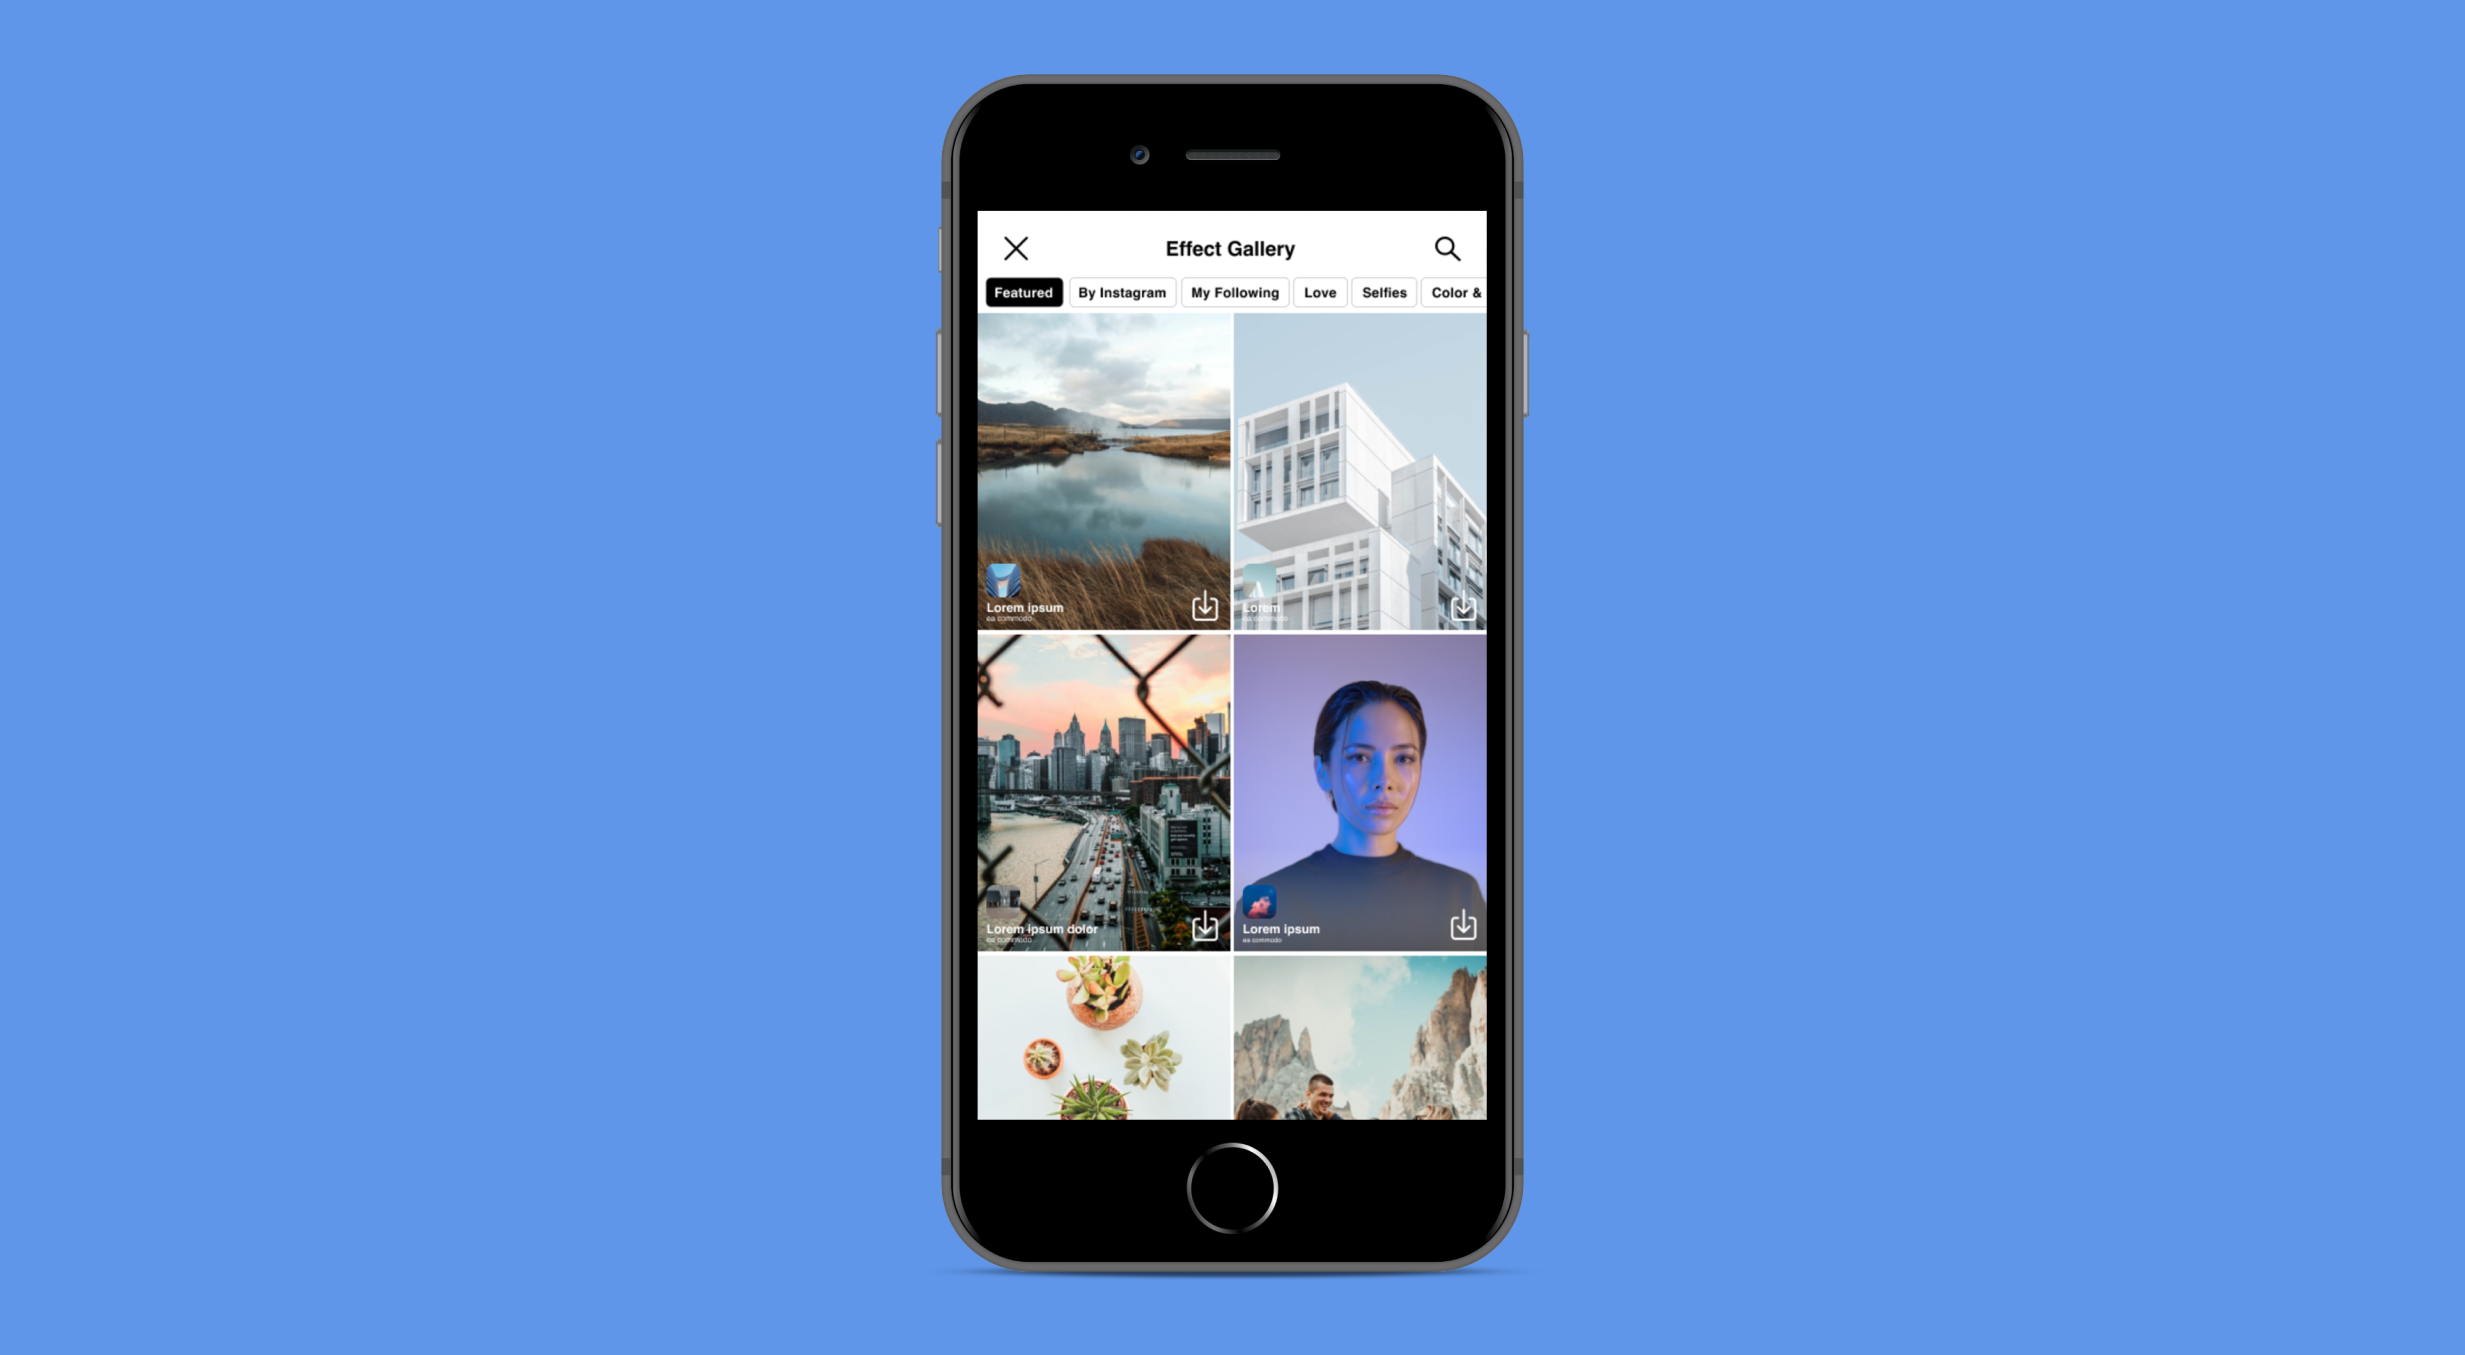 Effect Gallery
Featured By Instagram My Following Love Selfies Color &
Lorem ipsum
ea commodo
Lorem
ea commodo
Lorem ipsum dolor
ea commodo
Lorem ipsum
ea commodo